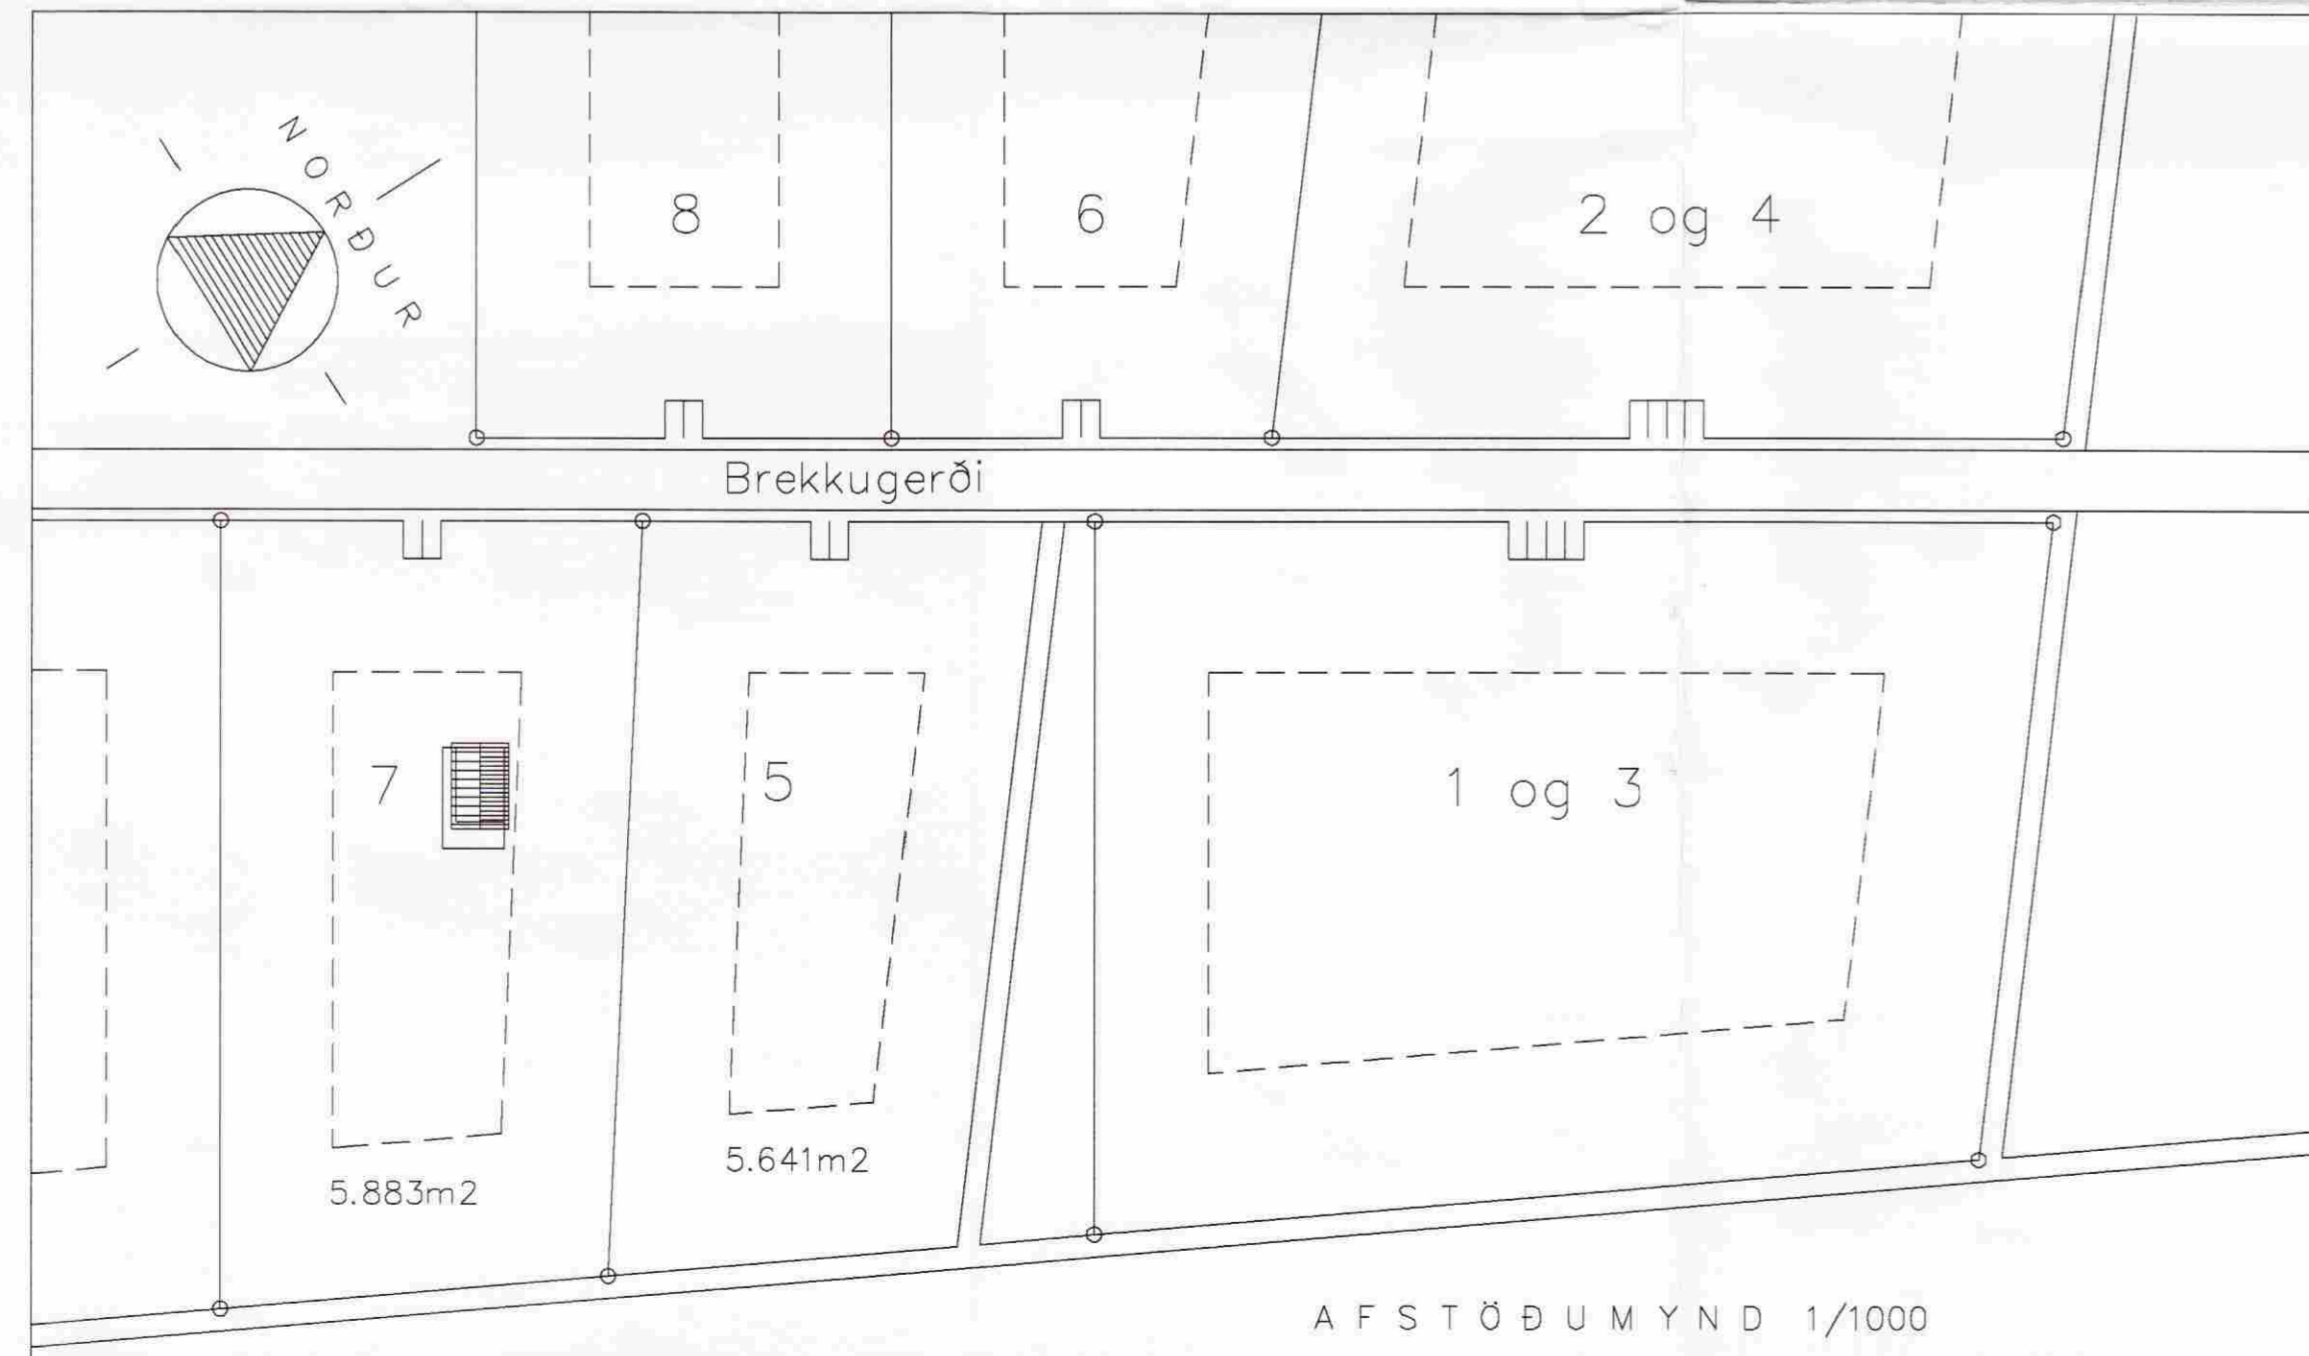 NORÐUR
8
6
2 og 4
Brekkugerði
7
5
1 og 3
5.641m2
5.883m2
AFSTÖÐUMYND 1/1000